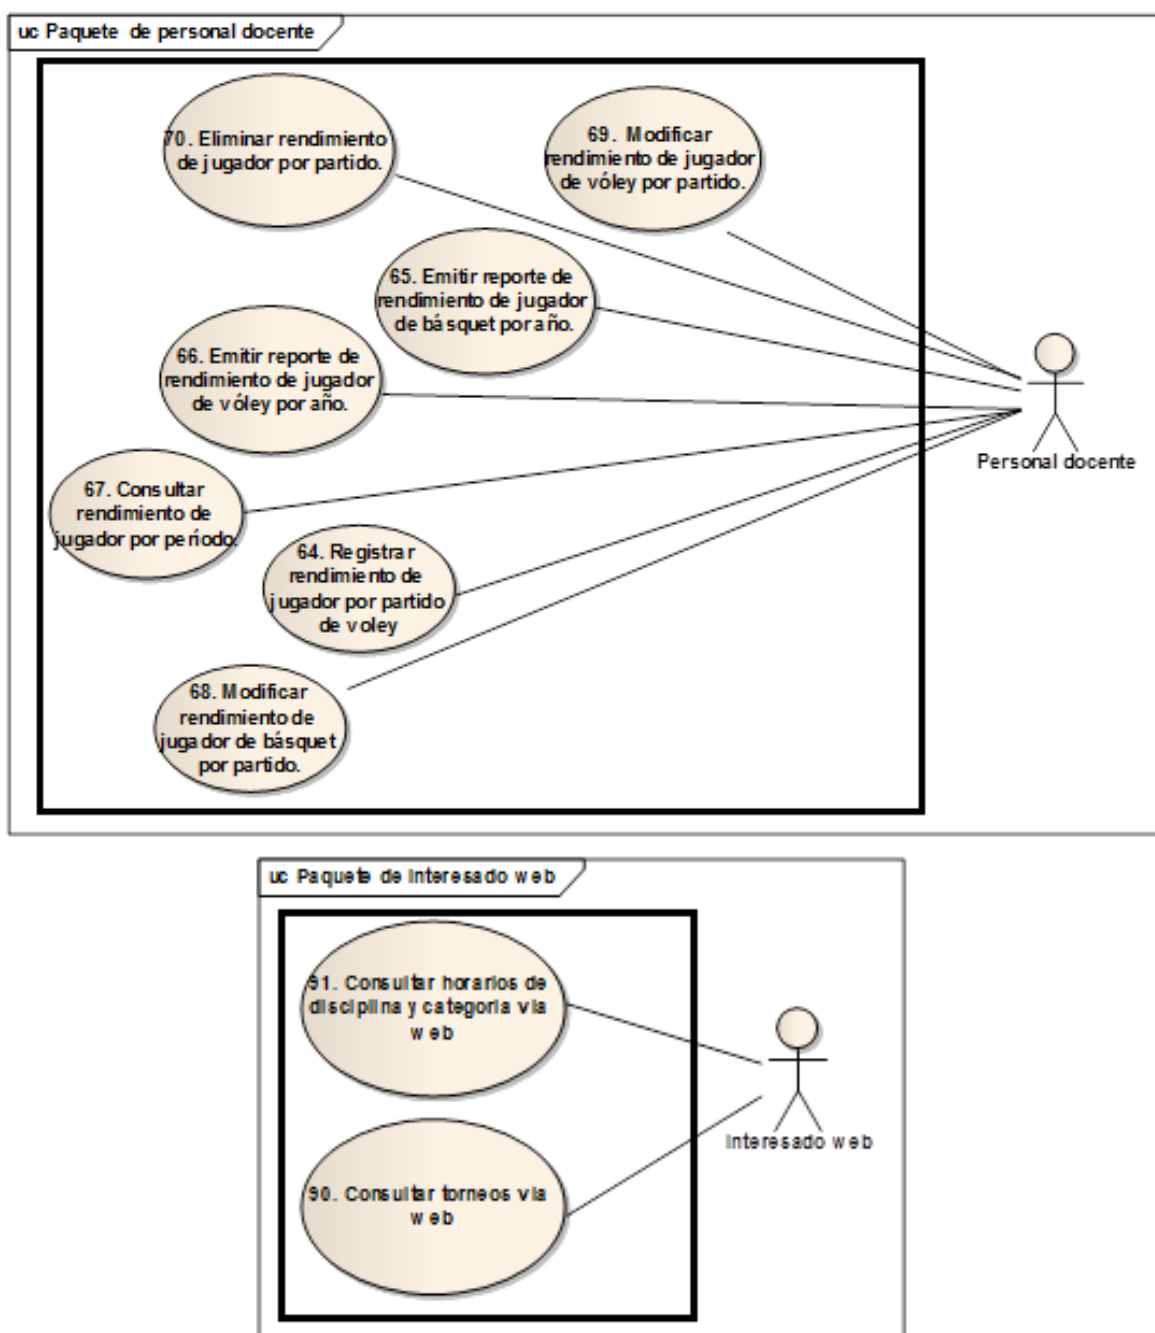 uc Paquete de personal docente
70. Eliminar rendimiento
de jugador por partido.
69. Modificar
rendimiento de jugador
de vóley por partido.
65. Emitir reporte de
rendimiento de jugador
de básquet por año.
66. Emitir reporte de
rendimiento de jugador
de vóley por año.
Personal docente
67. Consultar
rendimiento de
jugador por período.
64. Registrar
rendimiento de
jugador por partido
de voley
68. Modificar
rendimiento de
jugador de básquet
por partido.
uc Paquete de Interesado web
91. Consultar horarios de
disciplina y categoria via
web
Interesado web
90. Consultar torneos via
web